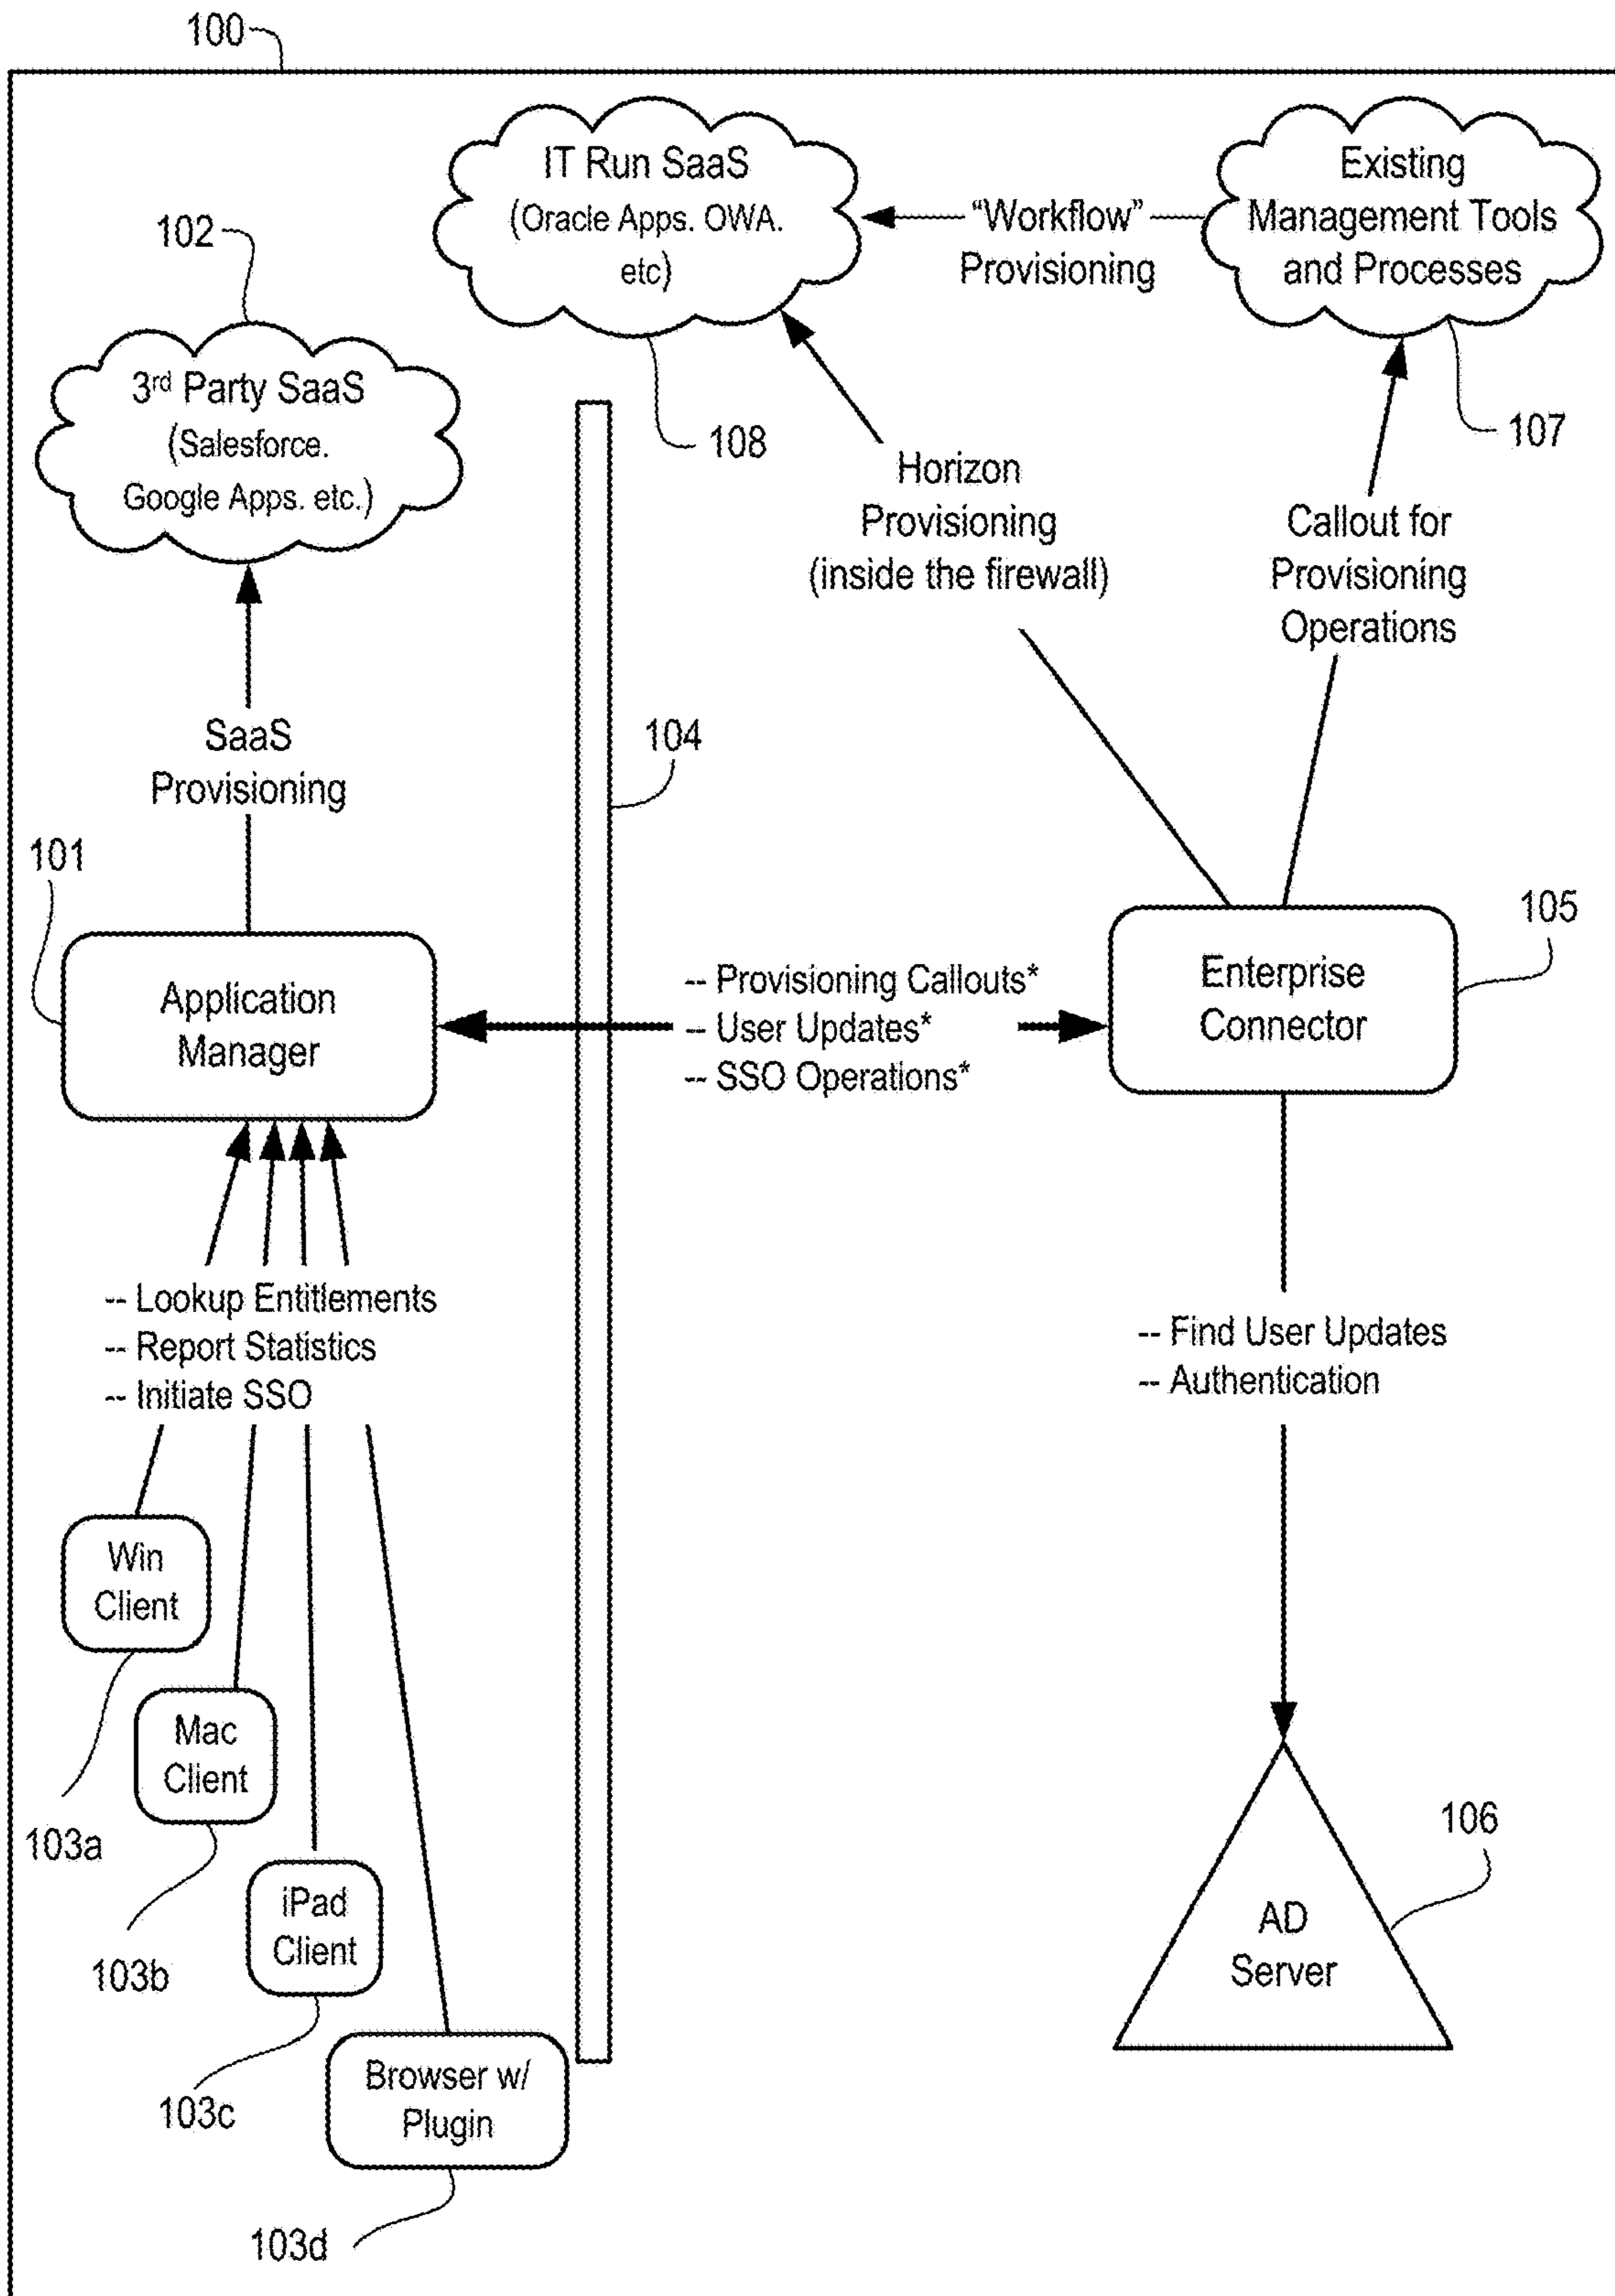 100
IT Run SaaS
(Oracle Apps. OWA.
etc)
"Workflow"
Provisioning
Existing
Management Tools
and Processes
102
3rd Party SaaS
(Salesforce.
Google Apps. etc.)
108
107
Horizon
Provisioning
(inside the firewall)
Callout for
Provisioning
Operations
SaaS
Provisioning
104
101
Application
Manager
-- Provisioning Callouts*
-- User Updates*
-- SSO Operations*
Enterprise
Connector
105
-- Lookup Entitlements
-- Report Statistics
-- Initiate SSO
-- Find User Updates
-- Authentication
Win
Client
103a
Mac
Client
103b
iPad
Client
103c
Browser w/
Plugin
103d
AD
Server
106